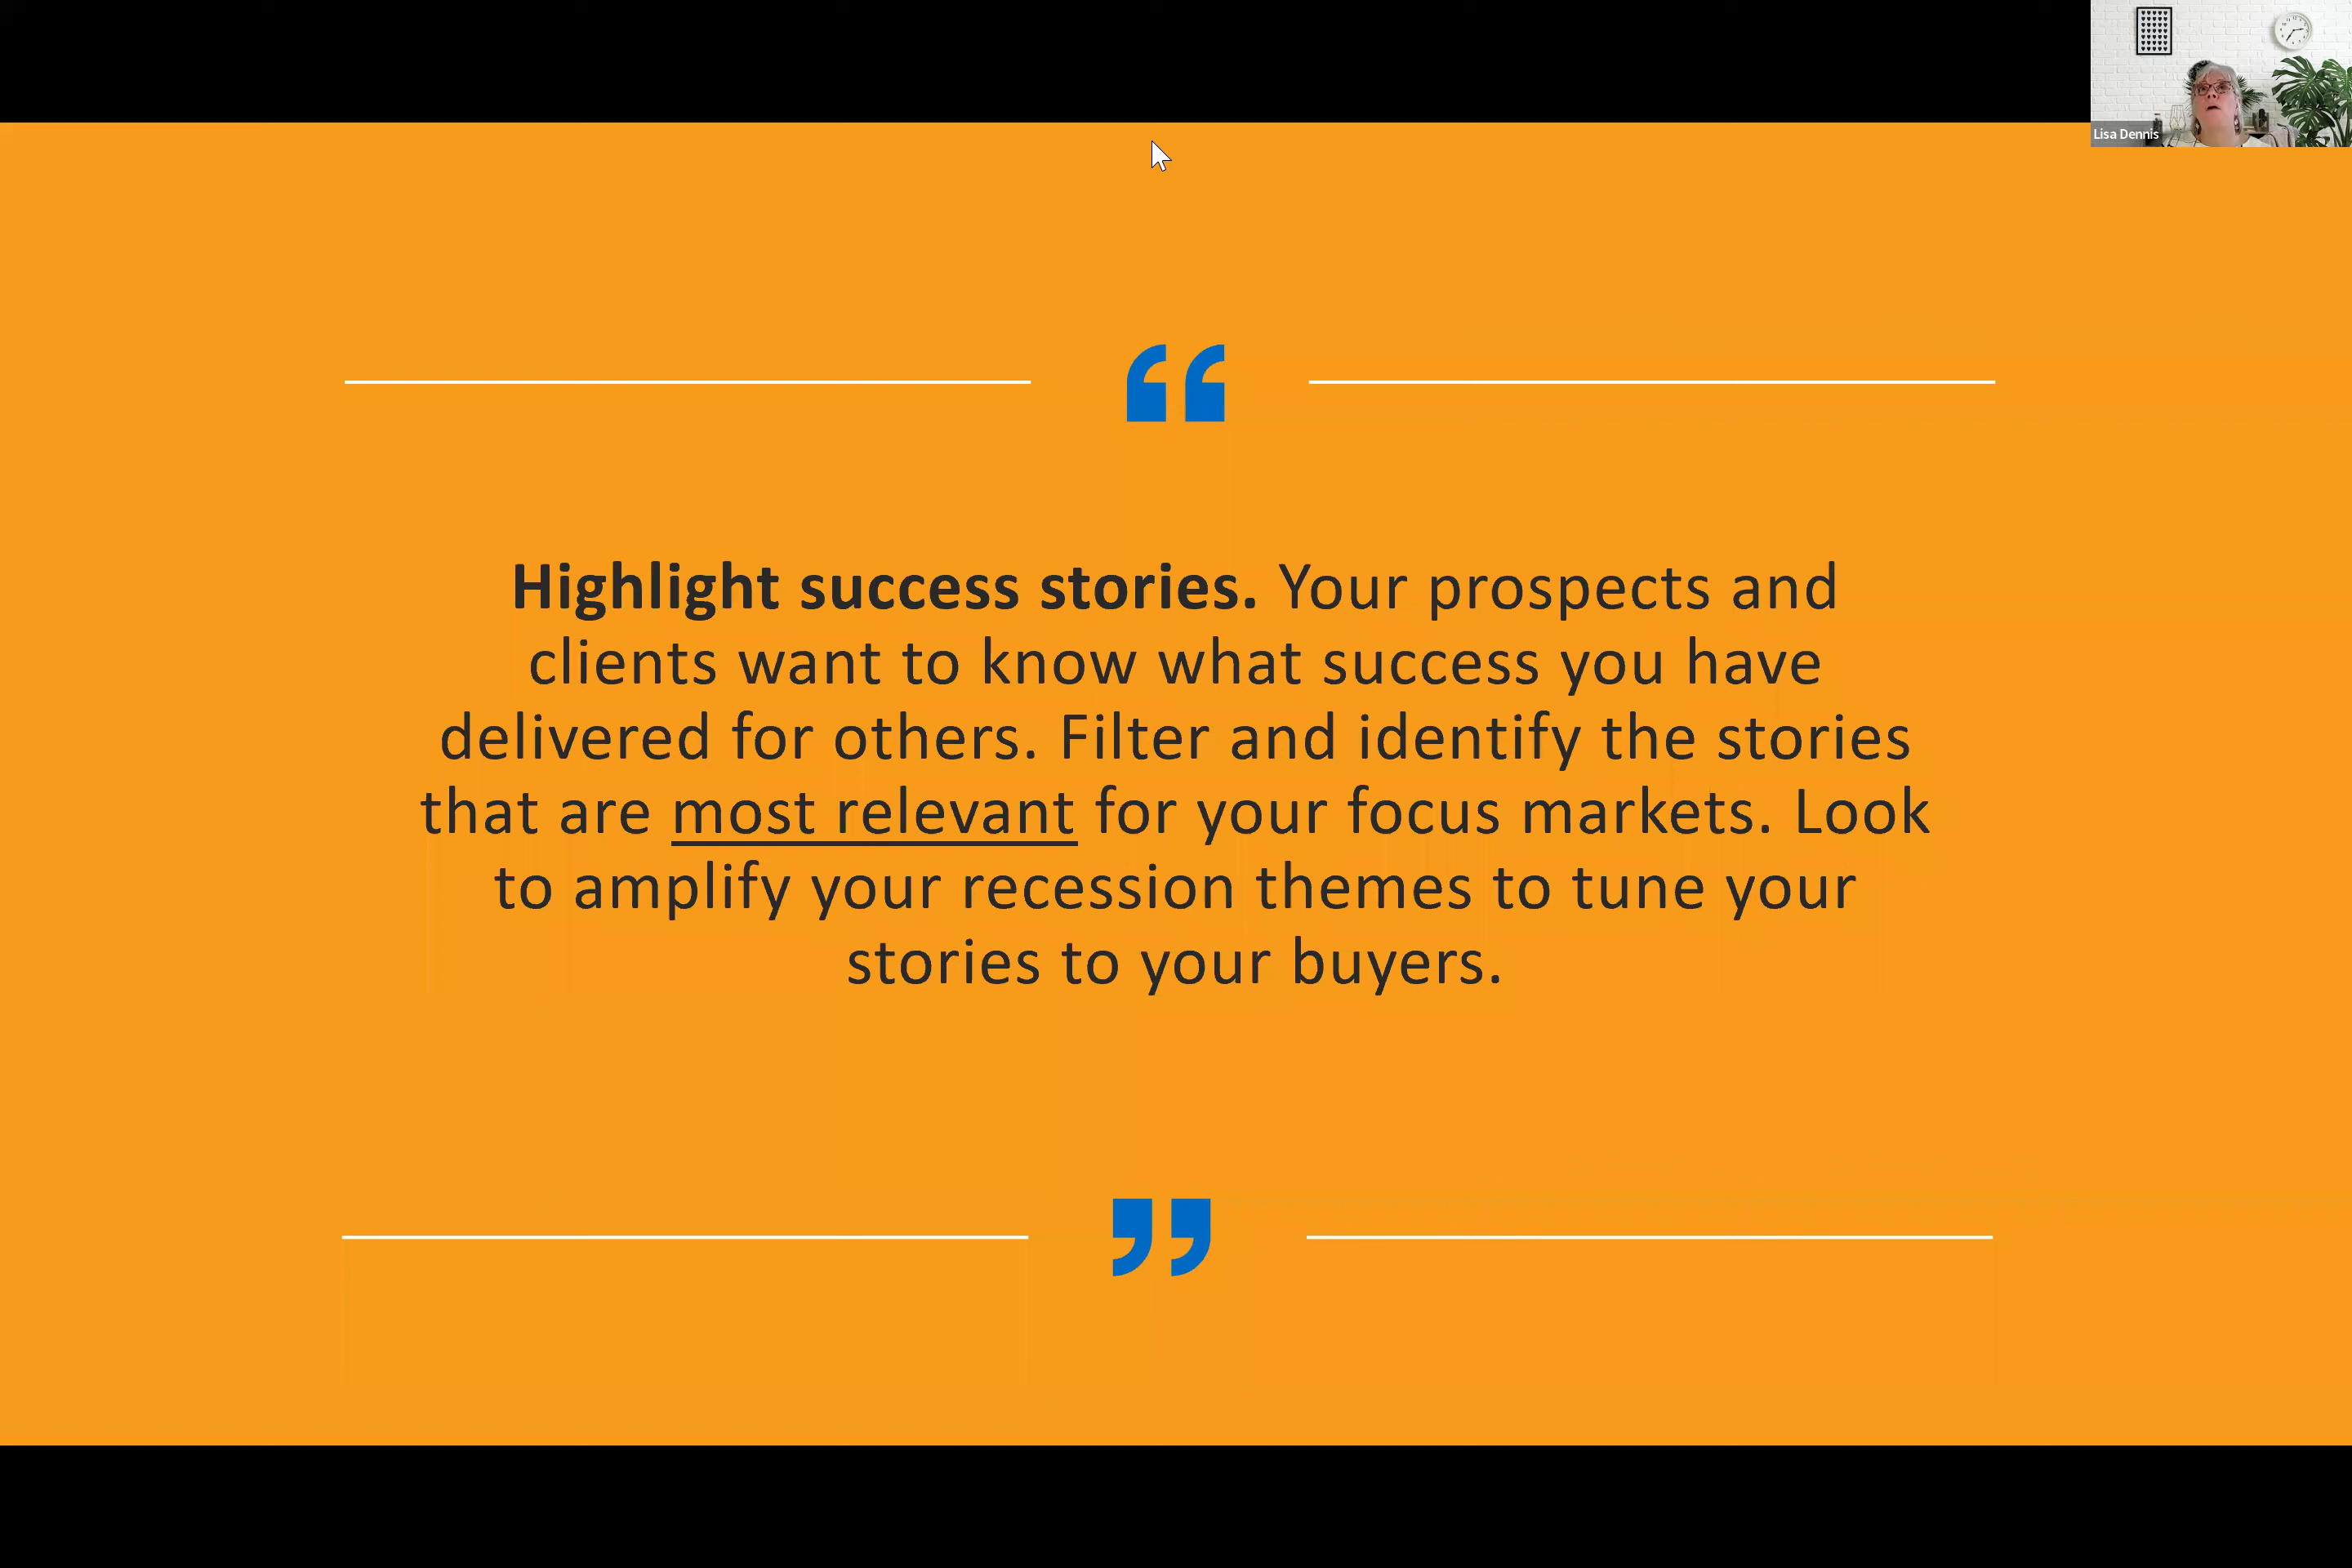 Lisa Dennis
“
Highlight success stories. Your prospects and
clients want to know what success you have
delivered for others. Filter and identify the stories
that are most relevant for your focus markets. Look
to amplify your recession themes to tune your
stories to your buyers.
”